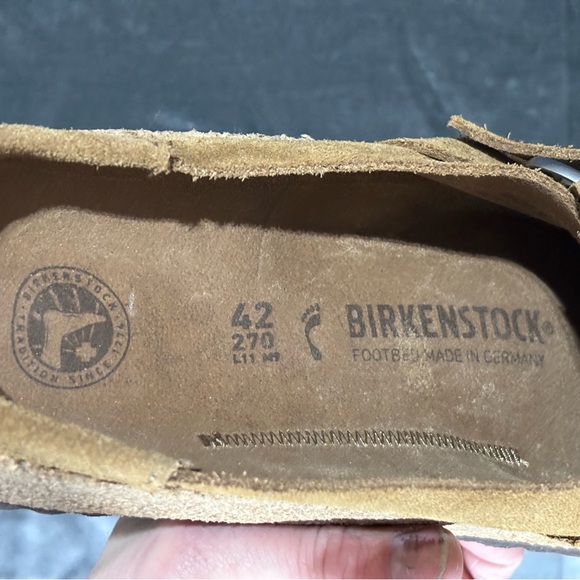 BIRKENSTOCK
TRADITION SINCE 1774
42
270
L11 M9
BIRKENSTOCK®
FOOTBED MADE IN GERMANY